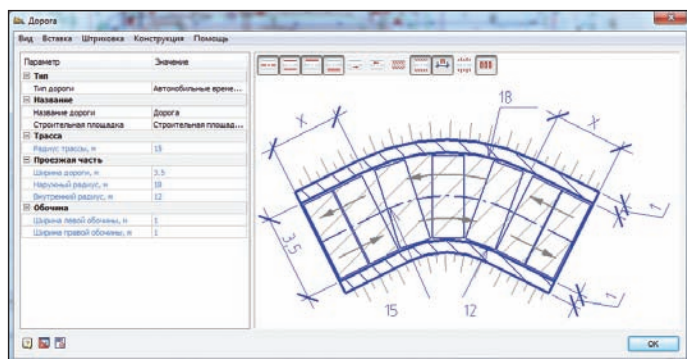 Дорога
Вид Вставка Штриховка Конструкция Помощь
Параметр Значение
Тип
Тип дороги Автомобильные време...
Название
Название дороги Дорога
Строительная площадка Строительная площад...
Трасса
Радиус трассы, м 15
Проезжая часть
Ширина дороги, м 3.5
Наружный радиус, м 18
Внутренний радиус, м 12
Обочина
Ширина левой обочины, м 1
Ширина правой обочины, м 1
18
X
X
3,5
1
1
15
12
OK